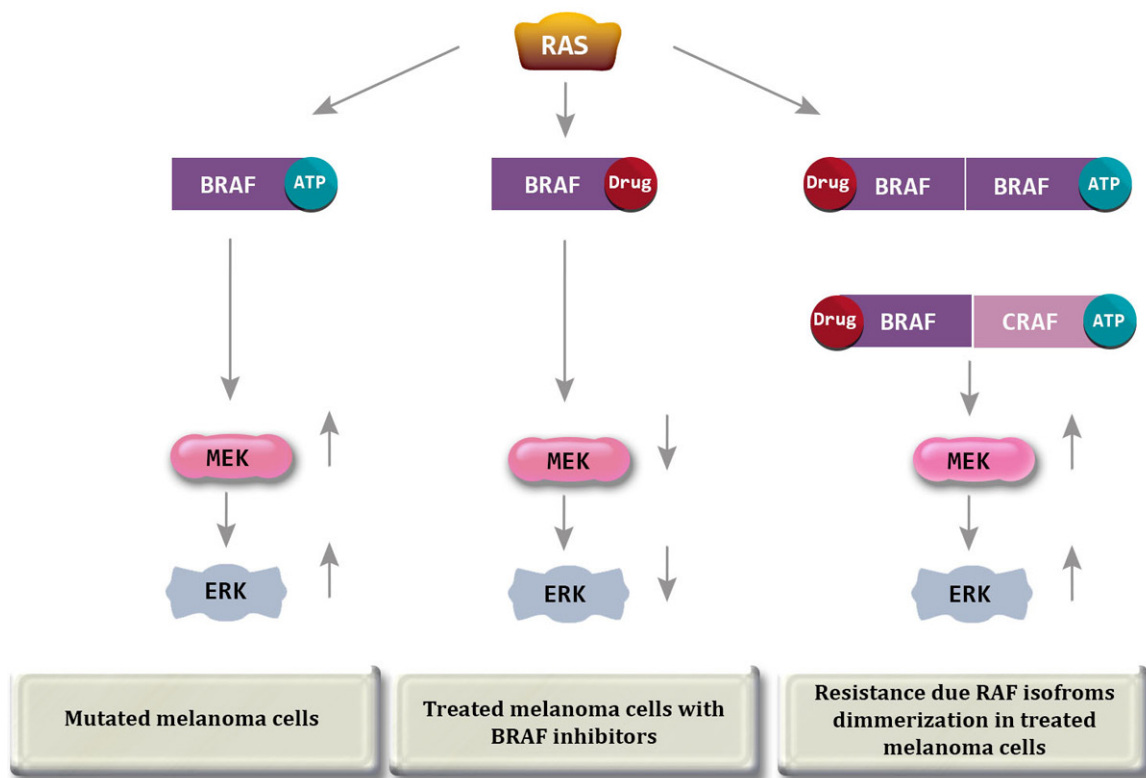 RAS
BRAF ATP
BRAF Drug
Drug BRAF BRAF ATP
Drug BRAF CRAF ATP
MEK
MEK
MEK
ERK
ERK
ERK
Mutated melanoma cells
Treated melanoma cells with
BRAF inhibitors
Resistance due RAF isofroms
dimmerization in treated
melanoma cells